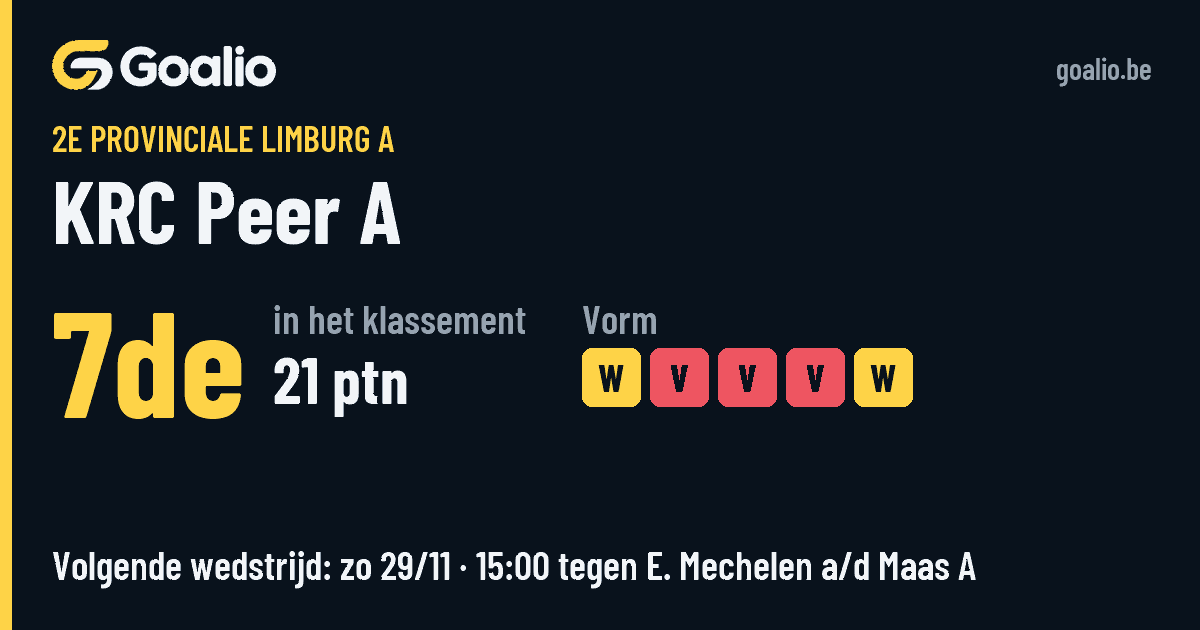 Goalio
goalio.be
2E PROVINCIALE LIMBURG A
KRC Peer A
7de
in het klassement
21 ptn
Vorm
W V V V W
Volgende wedstrijd: zo 29/11 · 15:00 tegen E. Mechelen a/d Maas A